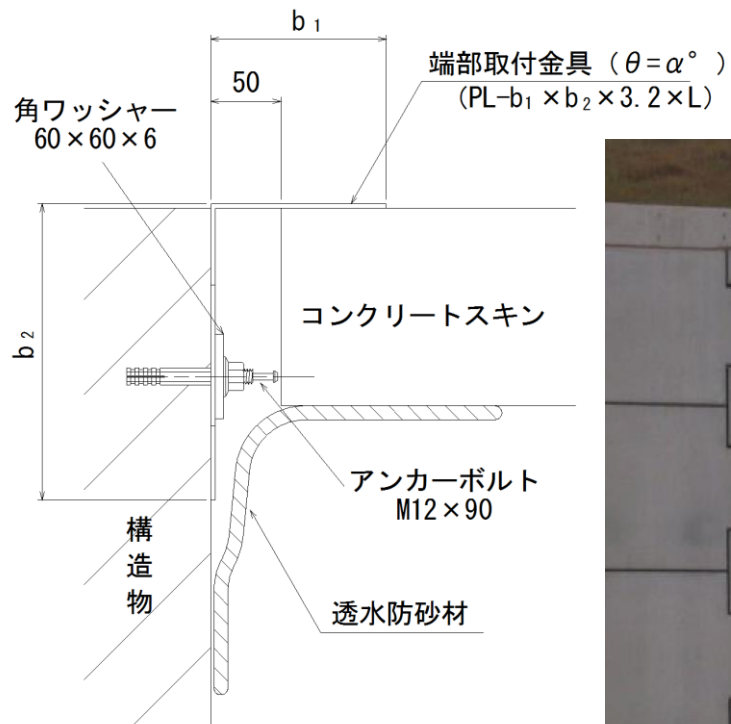 b₁
端部取付金具（θ=α°）
(PL-b₁×b₂×3.2×L)
50
角ワッシャー
60×60×6
コンクリートスキン
b₂
アンカーボルト
M12×90
構造物
透水防砂材